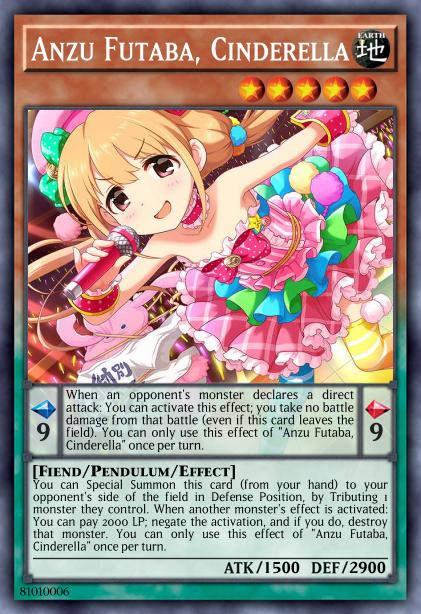 Anzu Futaba, Cinderella
EARTH
地
When an opponent's monster declares a direct
attack: You can activate this effect; you take no battle
damage from that battle (even if this card leaves the
field). You can only use this effect of "Anzu Futaba,
Cinderella" once per turn.
9
9
[Fiend/Pendulum/Effect]
You can Special Summon this card (from your hand) to your
opponent's side of the field in Defense Position, by Tributing 1
monster they control. When another monster's effect is activated:
You can pay 2000 LP; negate the activation, and if you do, destroy
that monster. You can only use this effect of "Anzu Futaba,
Cinderella" once per turn.
ATK/1500 DEF/2900
81010006